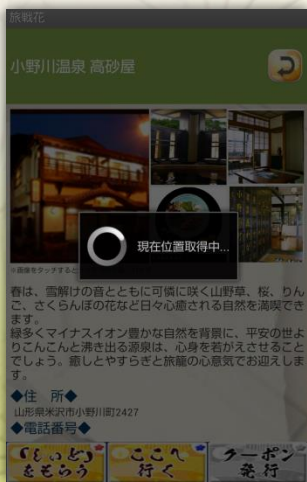 旅戦花
小野川温泉 高砂屋
現在位置取得中...
※画像をタッチすると
春は、雪解けの音とともに可憐に咲く山野草、桜、りん
ご、さくらんぼの花など日々心癒される自然を満喫でき
ます。
緑多くマイナスイオン豊かな自然を背景に、平安の世よ
りこんこんと沸き出る源泉は、心身を若がえさせること
でしょう。癒しとやすらぎと旅籠の心意気でお迎えしま
す。
◆住　所◆
山形県米沢市小野川町2427
◆電話番号◆
ここへ
行く
クーポン
発行
をもらう